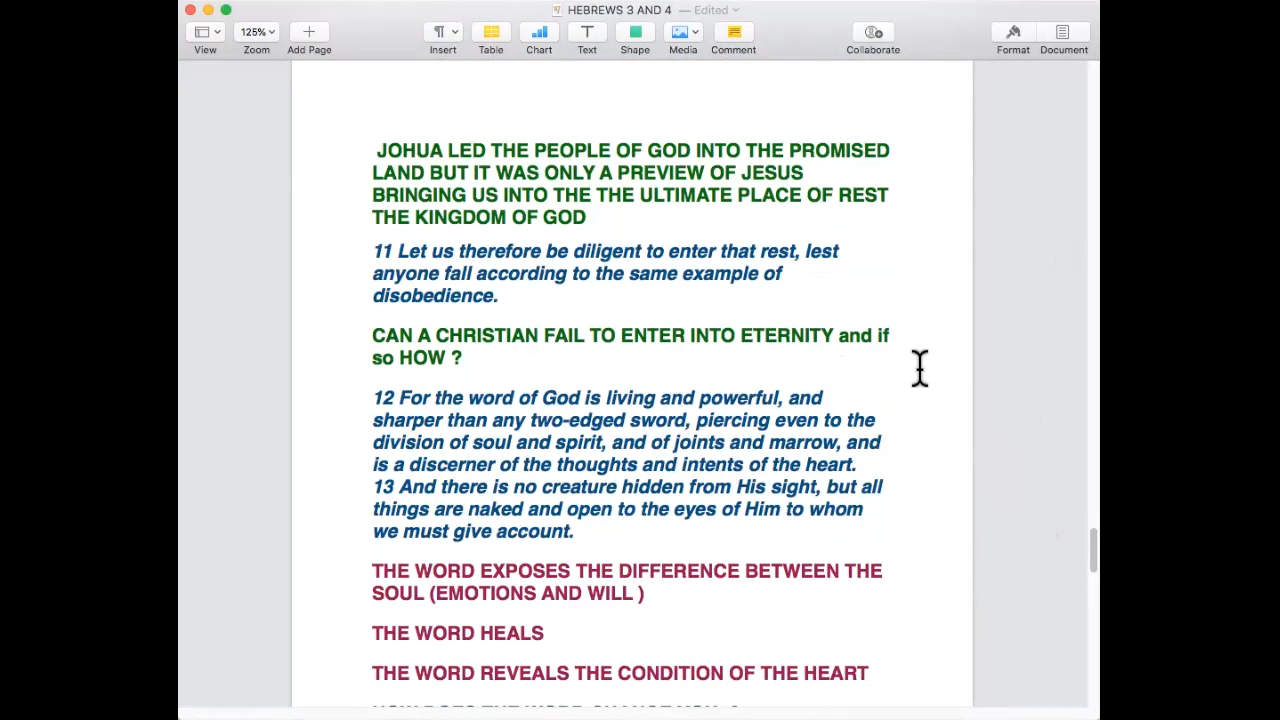 HEBREWS 3 AND 4 — Edited
125%
View Zoom Add Page Insert Table Chart Text Shape Media Comment Collaborate Format Document
JOHUA LED THE PEOPLE OF GOD INTO THE PROMISED
LAND BUT IT WAS ONLY A PREVIEW OF JESUS
BRINGING US INTO THE THE ULTIMATE PLACE OF REST
THE KINGDOM OF GOD
11 Let us therefore be diligent to enter that rest, lest
anyone fall according to the same example of
disobedience.
CAN A CHRISTIAN FAIL TO ENTER INTO ETERNITY and if
so HOW ?
12 For the word of God is living and powerful, and
sharper than any two-edged sword, piercing even to the
division of soul and spirit, and of joints and marrow, and
is a discerner of the thoughts and intents of the heart.
13 And there is no creature hidden from His sight, but all
things are naked and open to the eyes of Him to whom
we must give account.
THE WORD EXPOSES THE DIFFERENCE BETWEEN THE
SOUL (EMOTIONS AND WILL )
THE WORD HEALS
THE WORD REVEALS THE CONDITION OF THE HEART